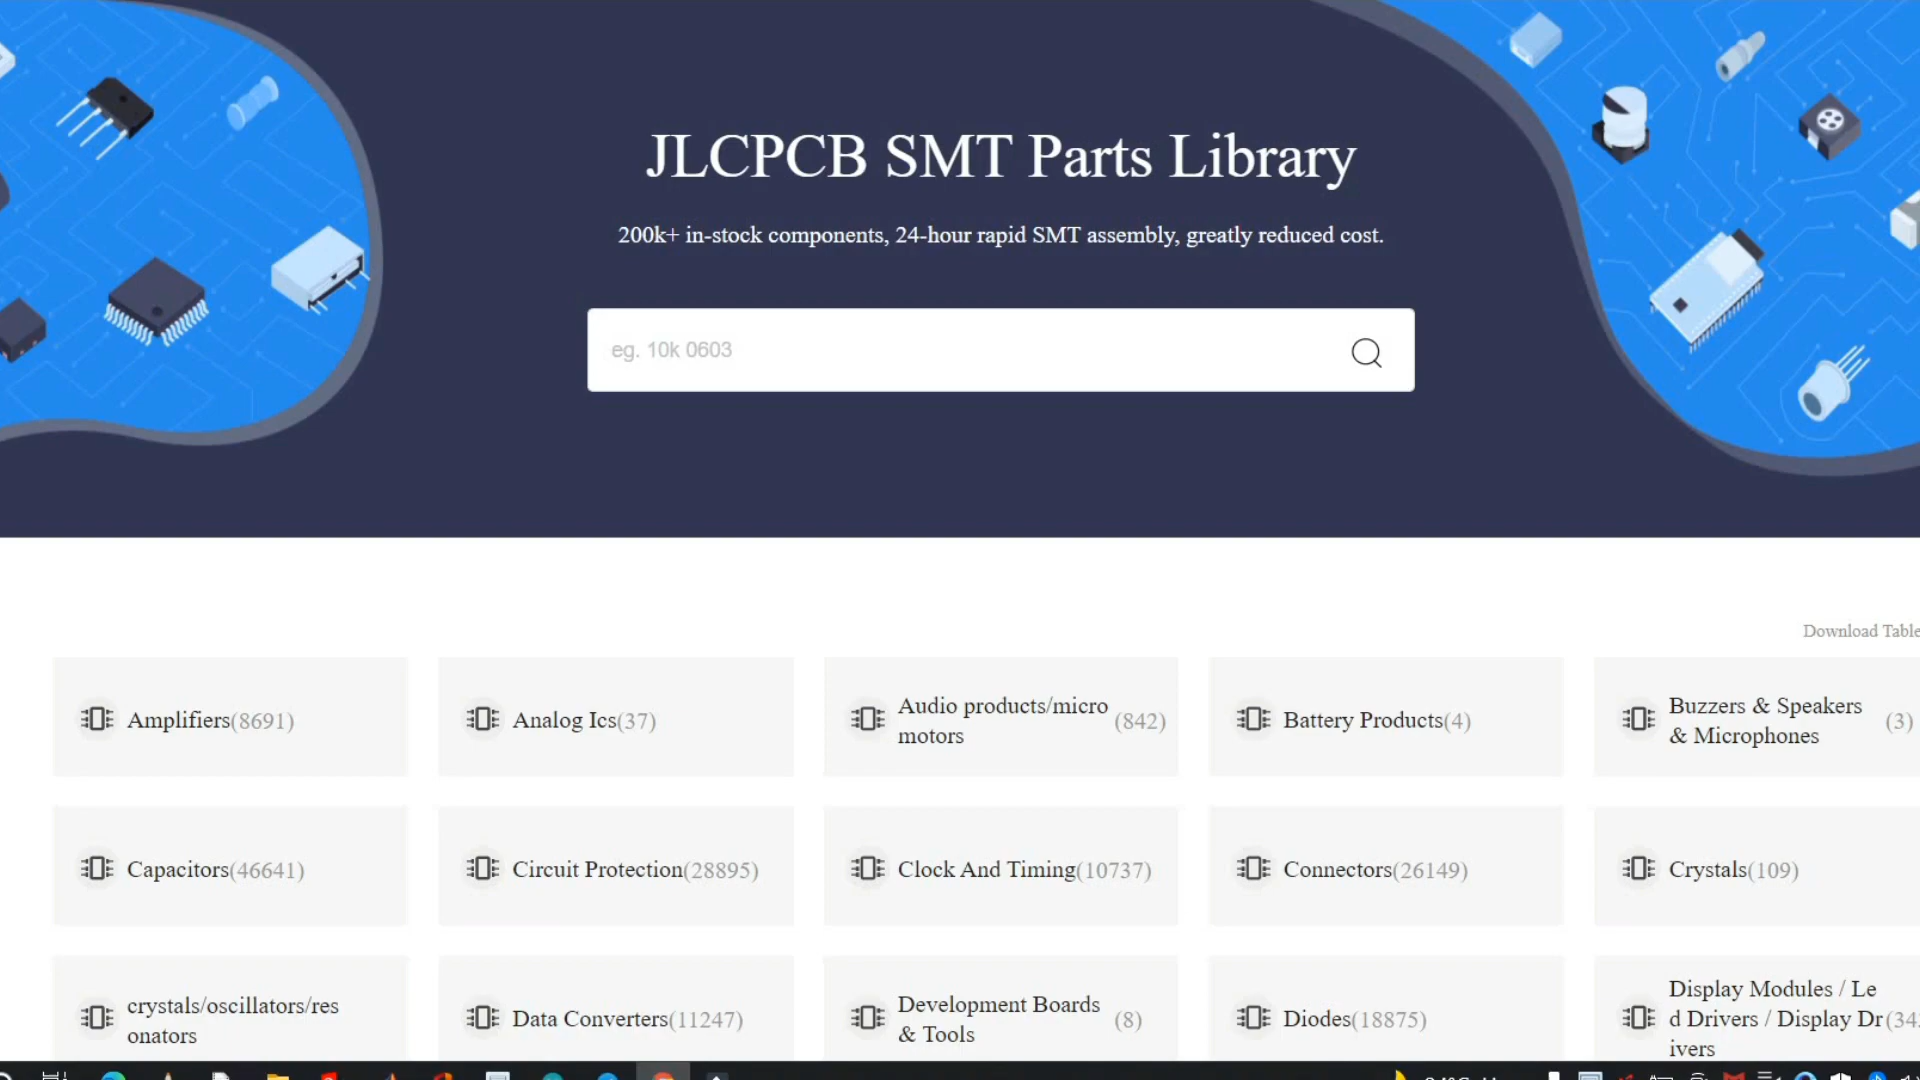 JLCPCB SMT Parts Library
200k+ in-stock components, 24-hour rapid SMT assembly, greatly reduced cost.
eg. 10k 0603
Download Table
Amplifiers(8691)
Analog Ics(37)
Audio products/micro
motors
(842)
Battery Products(4)
Buzzers & Speakers
& Microphones
(3)
Capacitors(46641)
Circuit Protection(28895)
Clock And Timing(10737)
Connectors(26149)
Crystals(109)
crystals/oscillators/res
onators
Data Converters(11247)
Development Boards
& Tools
(8)
Diodes(18875)
Display Modules / Le
d Drivers / Display Dr
ivers